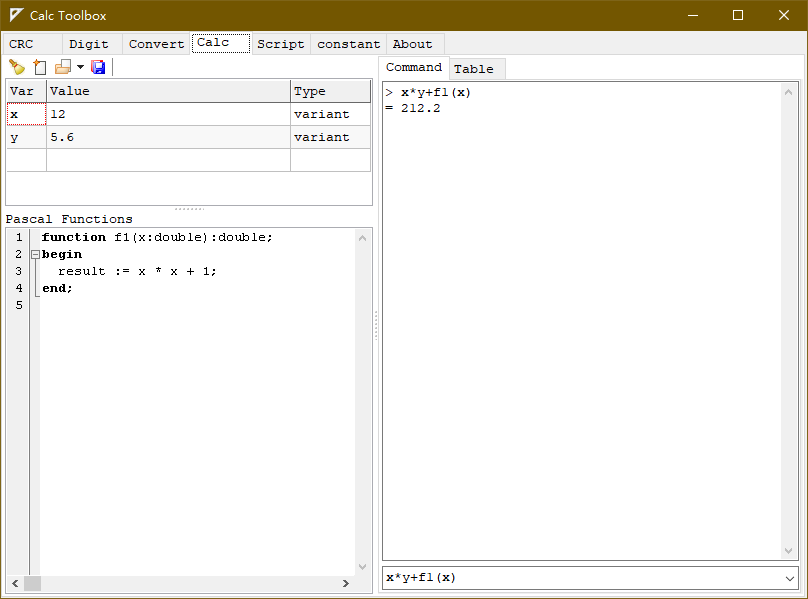 Calc Toolbox
CRC Digit Convert Calc Script constant About
Var Value Type
x 12 variant
y 5.6 variant
Pascal Functions
1 function f1(x:double):double;
2 begin
3 result := x * x + 1;
4 end;
5
Command Table
> x*y+f1(x)
= 212.2
x*y+f1(x)